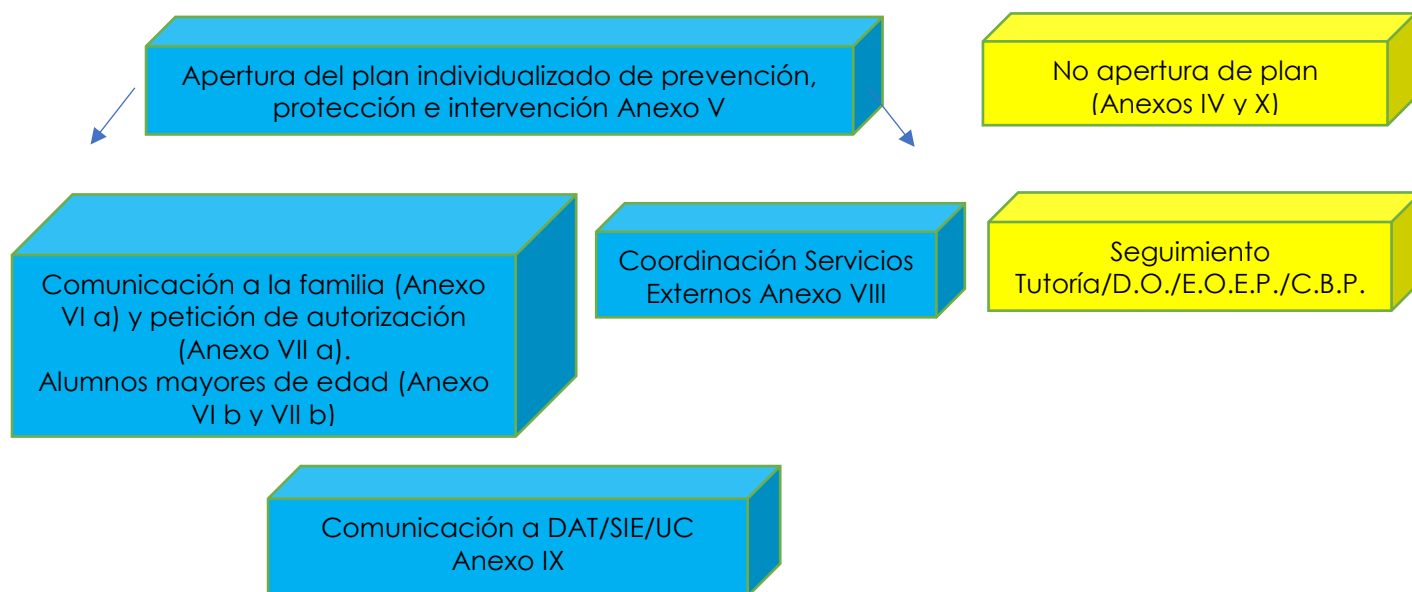 Apertura del plan individualizado de prevención,
protección e intervención Anexo V
No apertura de plan
(Anexos IV y X)
Comunicación a la familia (Anexo
VI a) y petición de autorización
(Anexo VII a).
Alumnos mayores de edad (Anexo
VI b y VII b)
Coordinación Servicios
Externos Anexo VIII
Seguimiento
Tutoría/D.O./E.O.E.P./C.B.P.
Comunicación a DAT/SIE/UC
Anexo IX